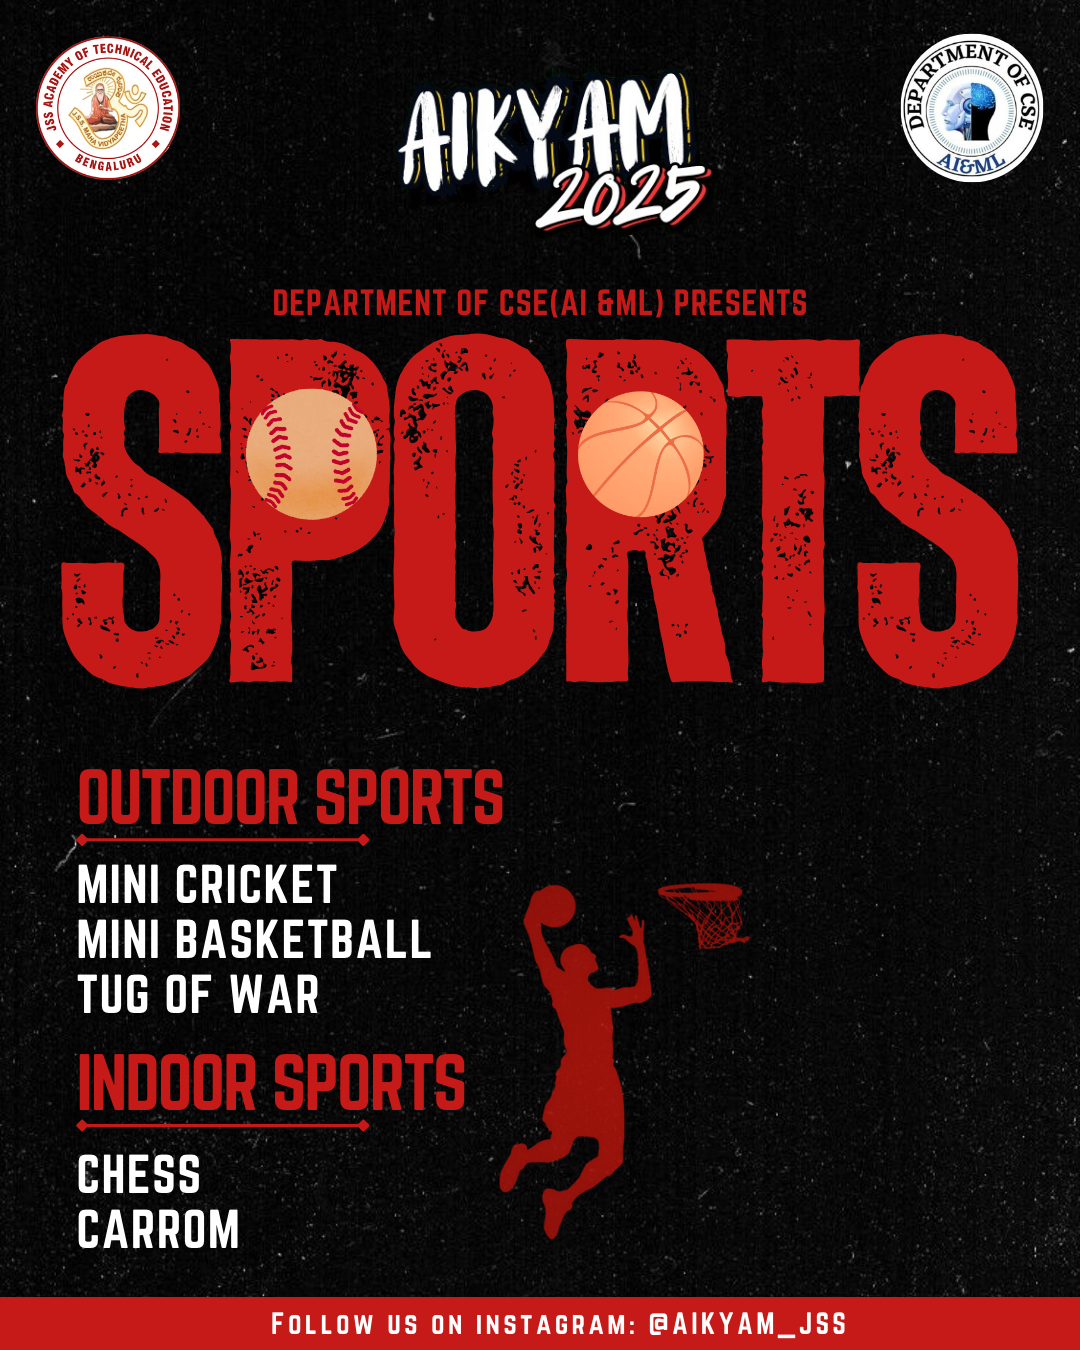 JSS ACADEMY OF TECHNICAL EDUCATION
J.S.S. MAHA VIDYAPEETHA
BENGALURU
AIKYAM
2025
DEPARTMENT OF CSE
AI&ML
DEPARTMENT OF CSE(AI &ML) PRESENTS
SPORTS
OUTDOOR SPORTS
MINI CRICKET
MINI BASKETBALL
TUG OF WAR
INDOOR SPORTS
CHESS
CARROM
FOLLOW US ON INSTAGRAM: @AIKYAM_JSS